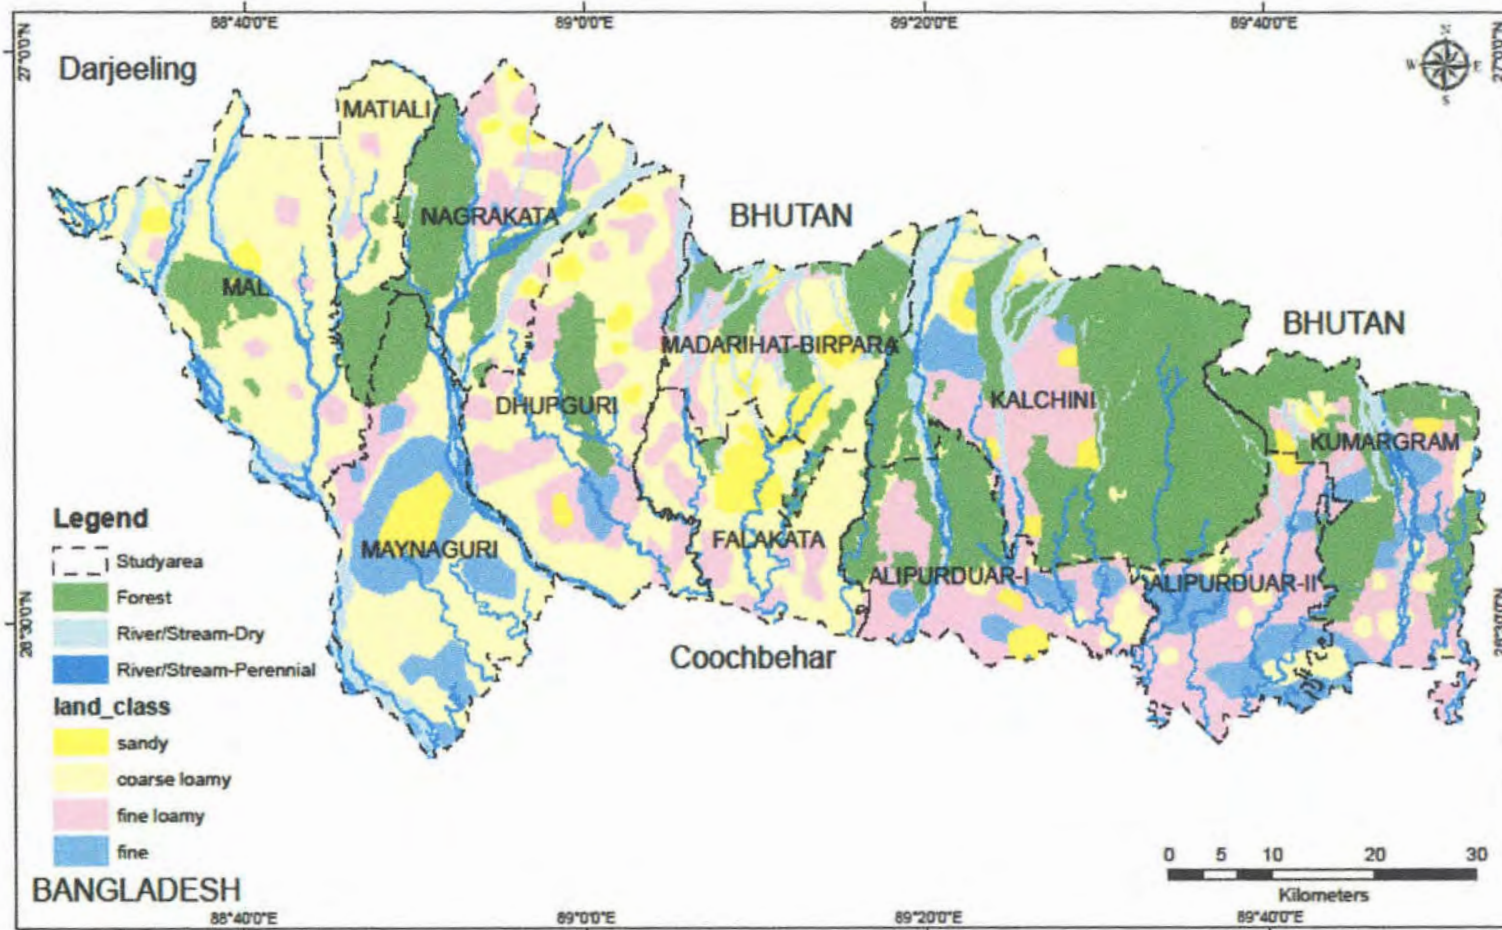 88°40'0"E 89°0'0"E 89°20'0"E 89°40'0"E
27°0'0"N 27°0'0"N
N
W E
S
Darjeeling
MATIALI
NAGRAKATA
BHUTAN
MAL
MADARIHAT-BIRPARA
BHUTAN
DHUPGURI
KALCHINI
KUMARGRAM
MAYNAGURI
FALAKATA
ALIPURDUAR-I
ALIPURDUAR-II
Coochbehar
Legend
Studyarea
Forest
River/Stream-Dry
River/Stream-Perennial
land_class
sandy
coarse loamy
fine loamy
fine
BANGLADESH
0 5 10 20 30
Kilometers
88°40'0"E 89°0'0"E 89°20'0"E 89°40'0"E